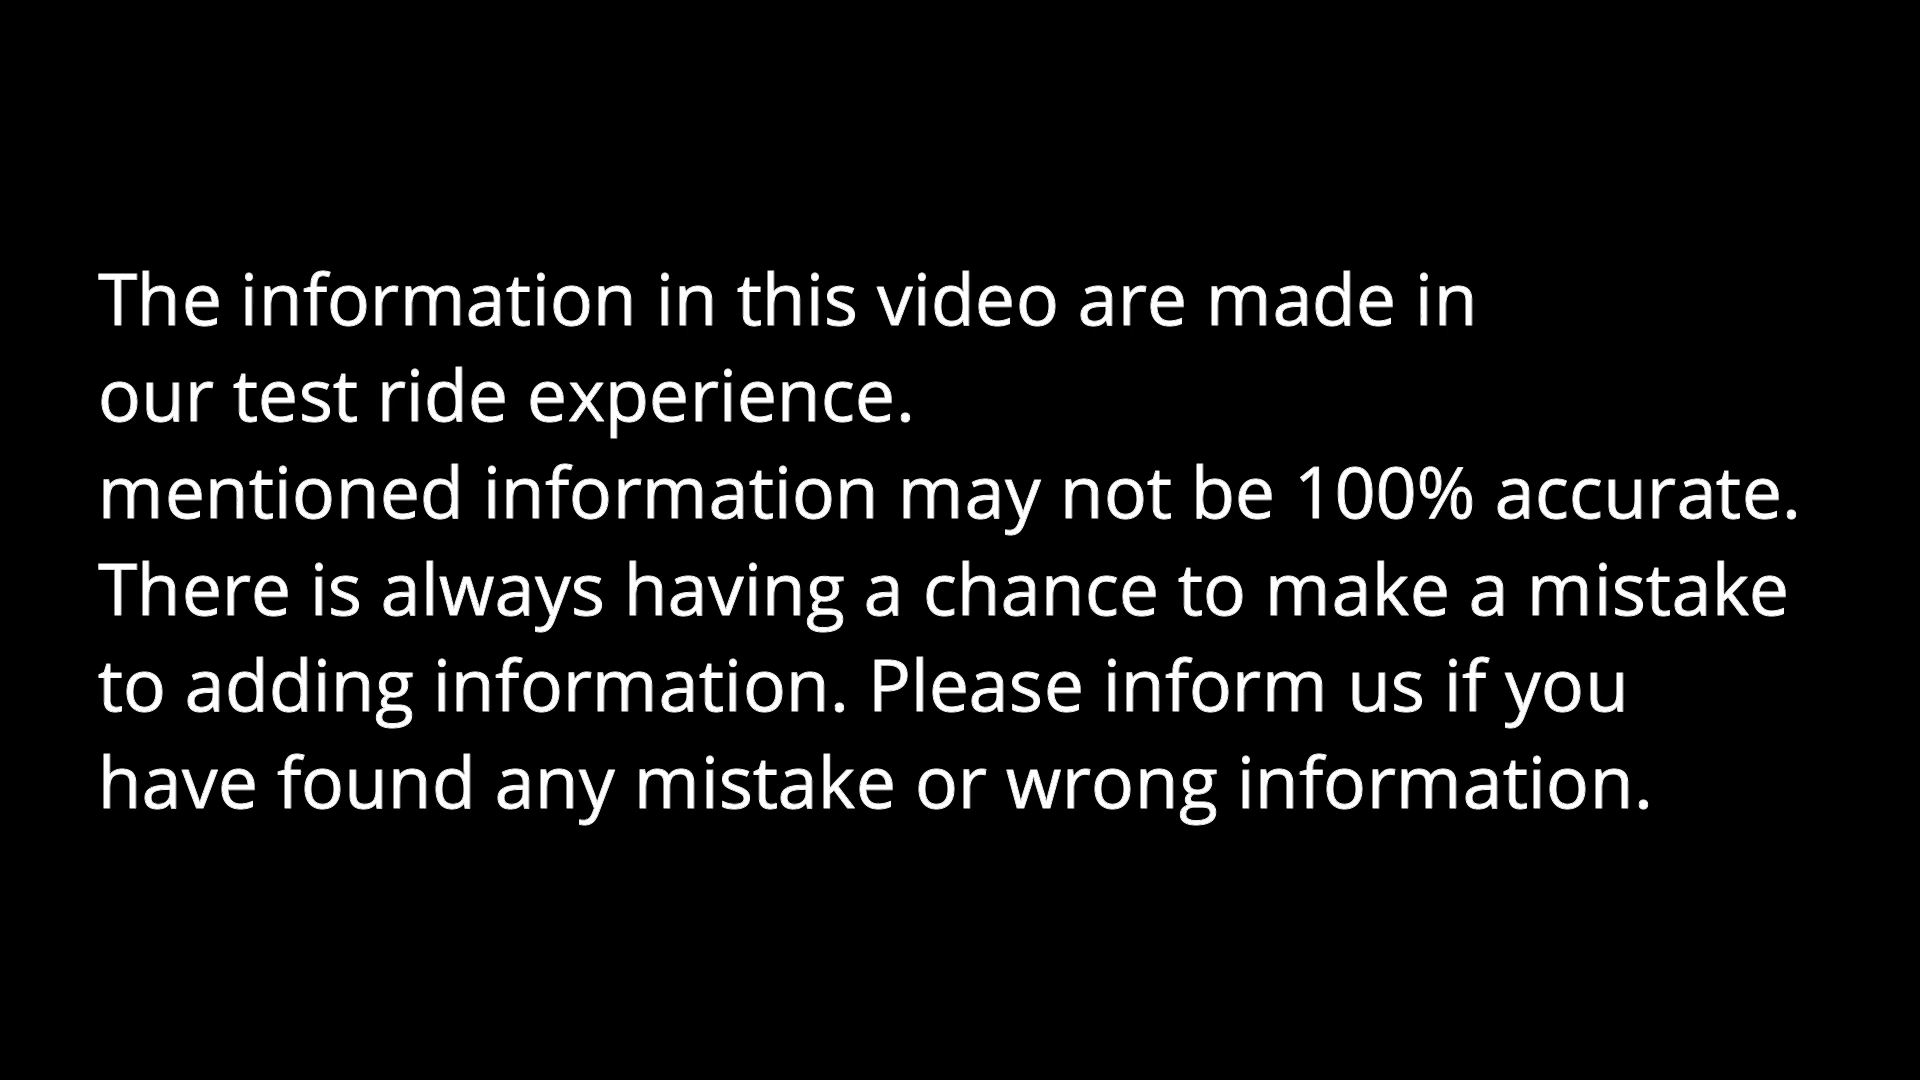 The information in this video are made in
our test ride experience.
mentioned information may not be 100% accurate.
There is always having a chance to make a mistake
to adding information. Please inform us if you
have found any mistake or wrong information.